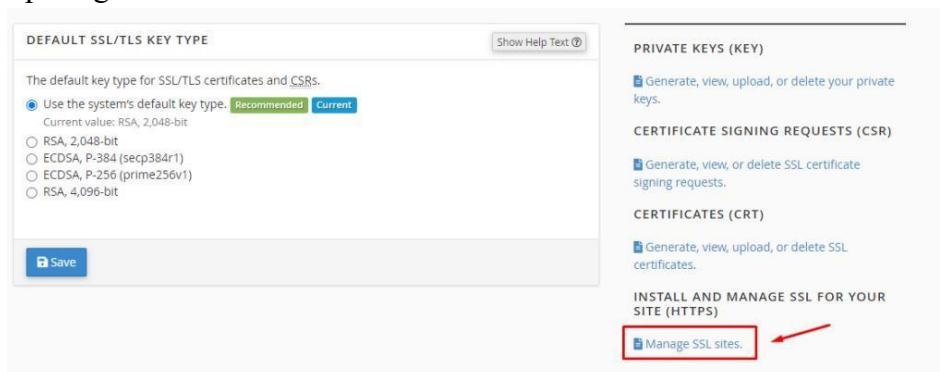 DEFAULT SSL/TLS KEY TYPE
Show Help Text
The default key type for SSL/TLS certificates and CSRs.
Use the system's default key type. Recommended Current
Current value: RSA, 2,048-bit
RSA, 2,048-bit
ECDSA, P-384 (secp384r1)
ECDSA, P-256 (prime256v1)
RSA, 4,096-bit
Save
PRIVATE KEYS (KEY)
Generate, view, upload, or delete your private
keys.
CERTIFICATE SIGNING REQUESTS (CSR)
Generate, view, or delete SSL certificate
signing requests.
CERTIFICATES (CRT)
Generate, view, upload, or delete SSL
certificates.
INSTALL AND MANAGE SSL FOR YOUR
SITE (HTTPS)
Manage SSL sites.